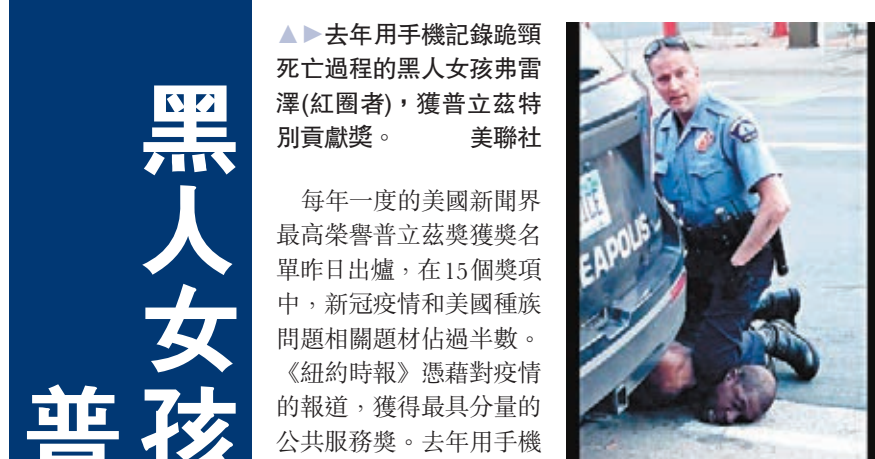 黑人女孩
普
▲▶去年用手機記錄跪頸
死亡過程的黑人女孩弗雷
澤(紅圈者)，獲普立茲特
別貢獻獎。 美聯社
每年一度的美國新聞界
最高榮譽普立茲獎獲獎名
單昨日出爐，在15個獎項
中，新冠疫情和美國種族
問題相關題材佔過半數。
《紐約時報》憑藉對疫情
的報道，獲得最具分量的
公共服務獎。去年用手機
EAPOLIS